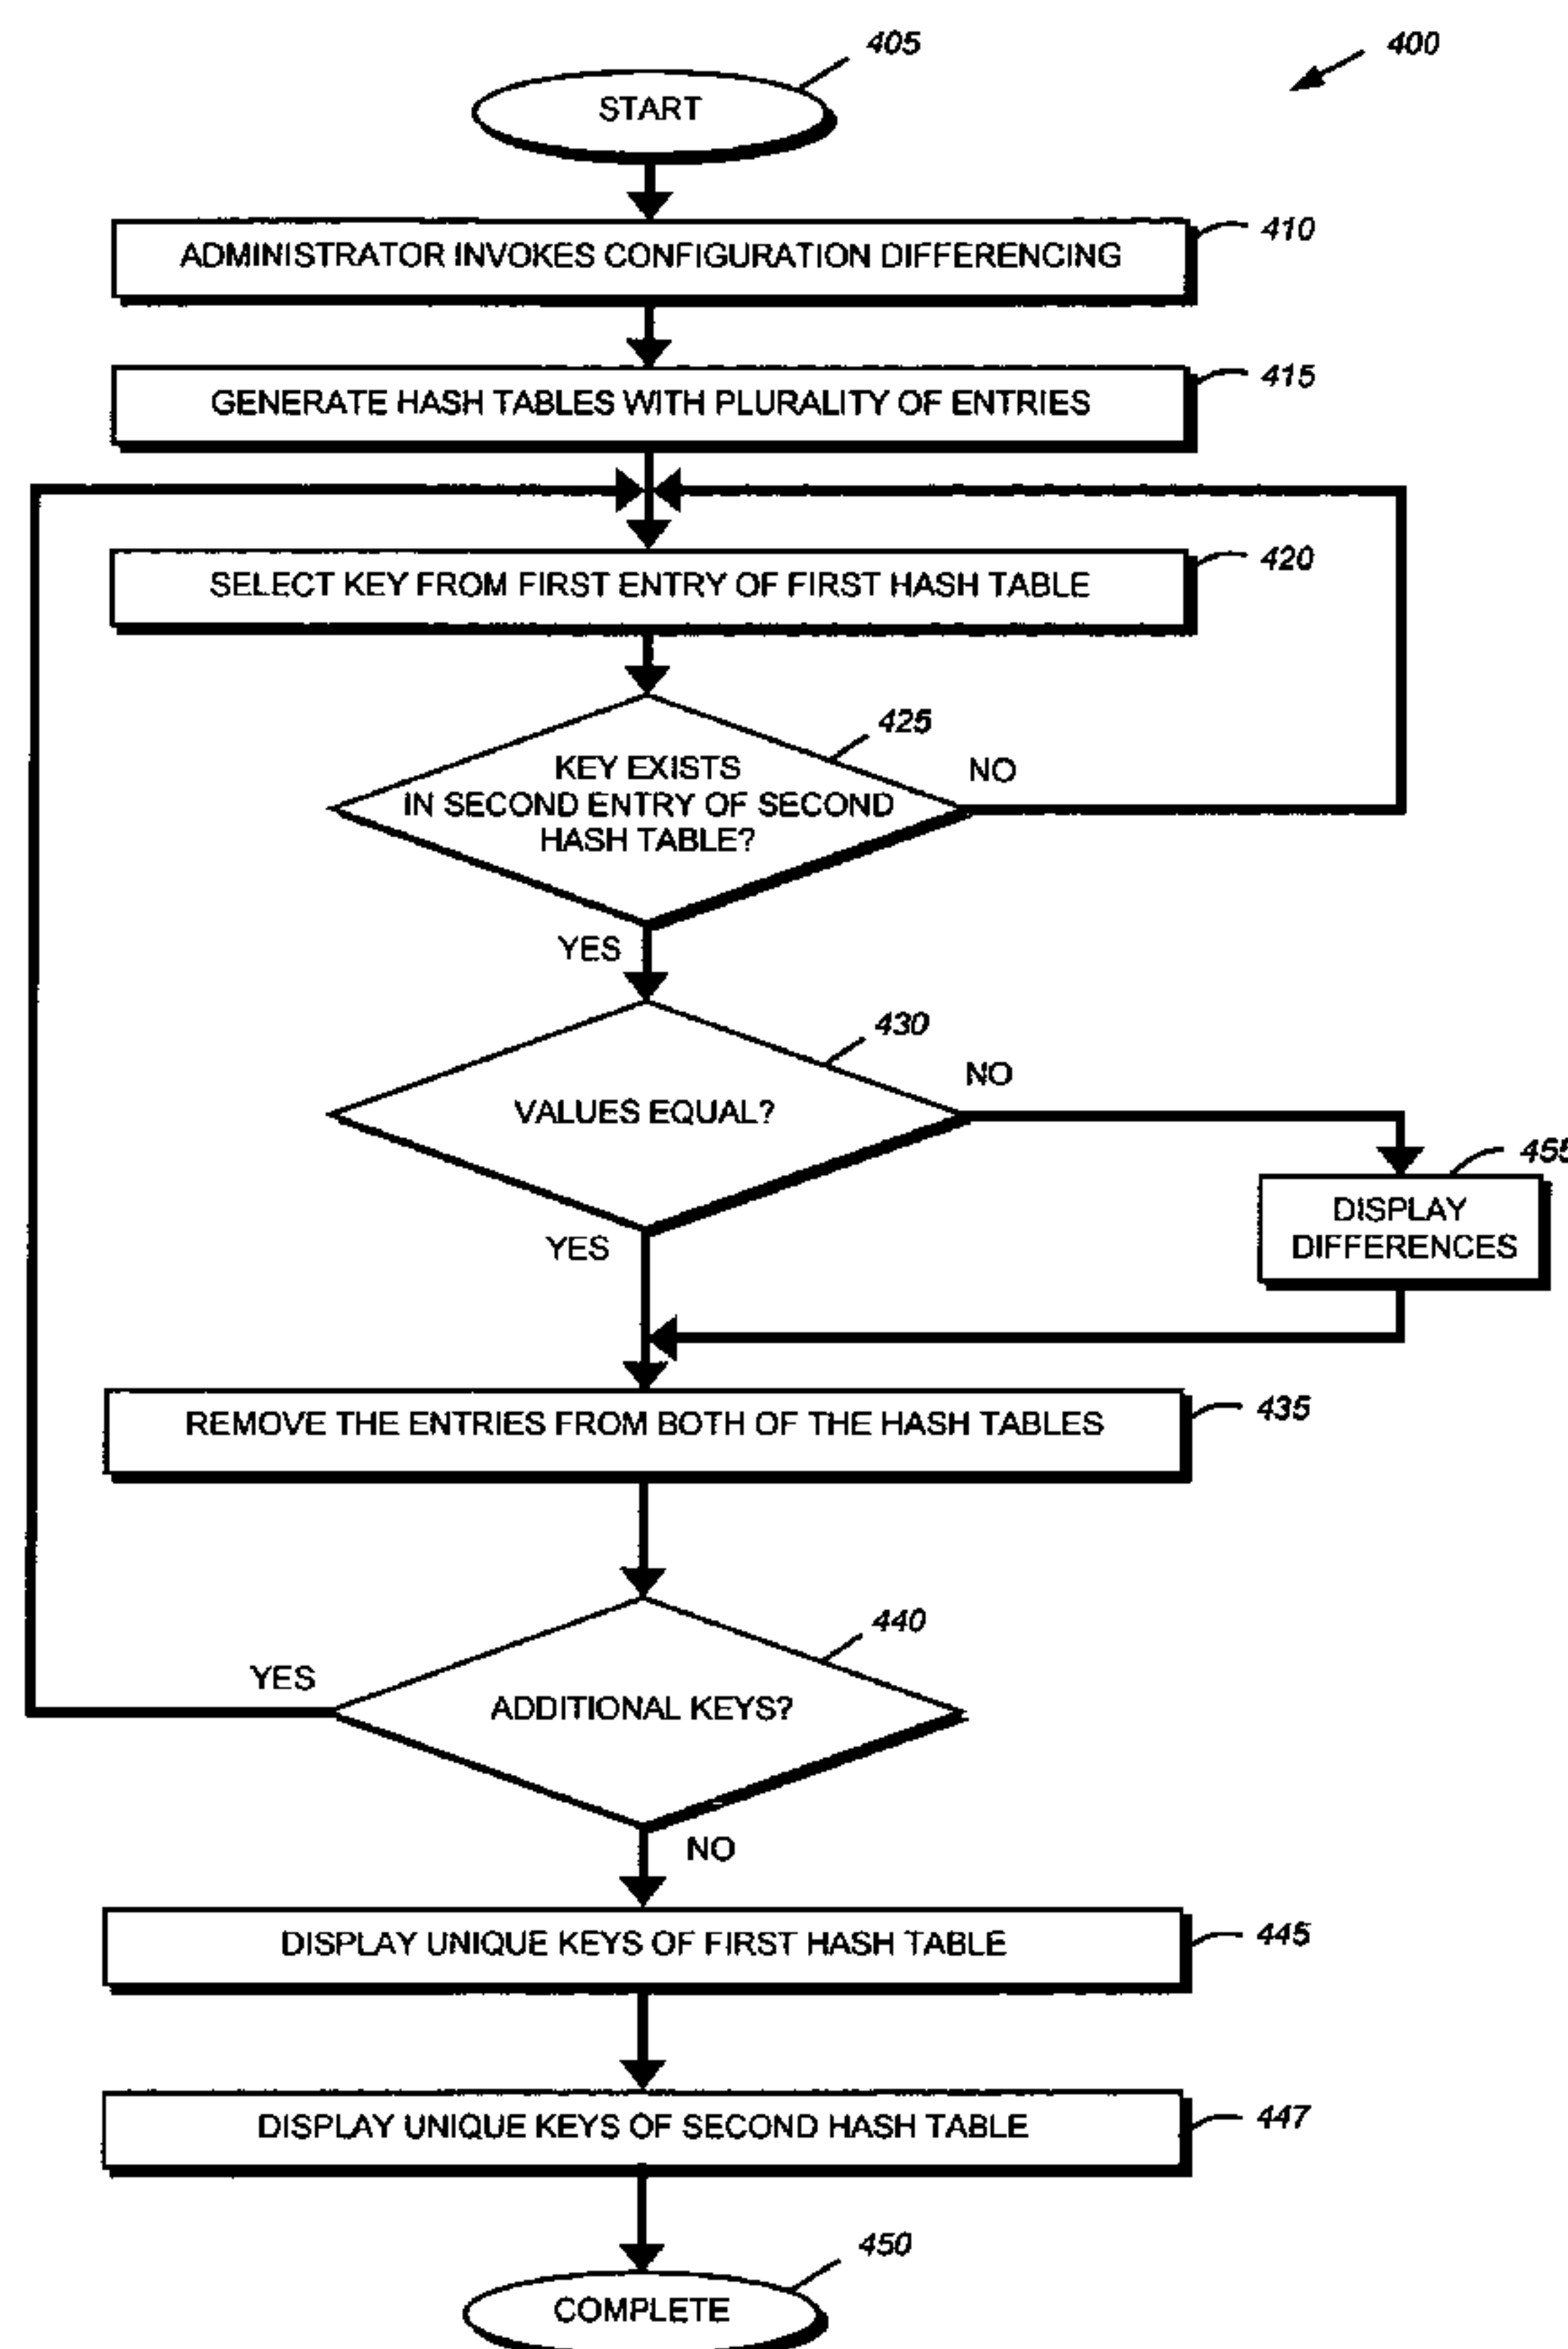 405
400
START
410
ADMINISTRATOR INVOKES CONFIGURATION DIFFERENCING
415
GENERATE HASH TABLES WITH PLURALITY OF ENTRIES
420
SELECT KEY FROM FIRST ENTRY OF FIRST HASH TABLE
425
KEY EXISTS
IN SECOND ENTRY OF SECOND
HASH TABLE?
NO
YES
430
VALUES EQUAL?
NO
455
DISPLAY
DIFFERENCES
YES
435
REMOVE THE ENTRIES FROM BOTH OF THE HASH TABLES
440
YES
ADDITIONAL KEYS?
NO
445
DISPLAY UNIQUE KEYS OF FIRST HASH TABLE
447
DISPLAY UNIQUE KEYS OF SECOND HASH TABLE
450
COMPLETE